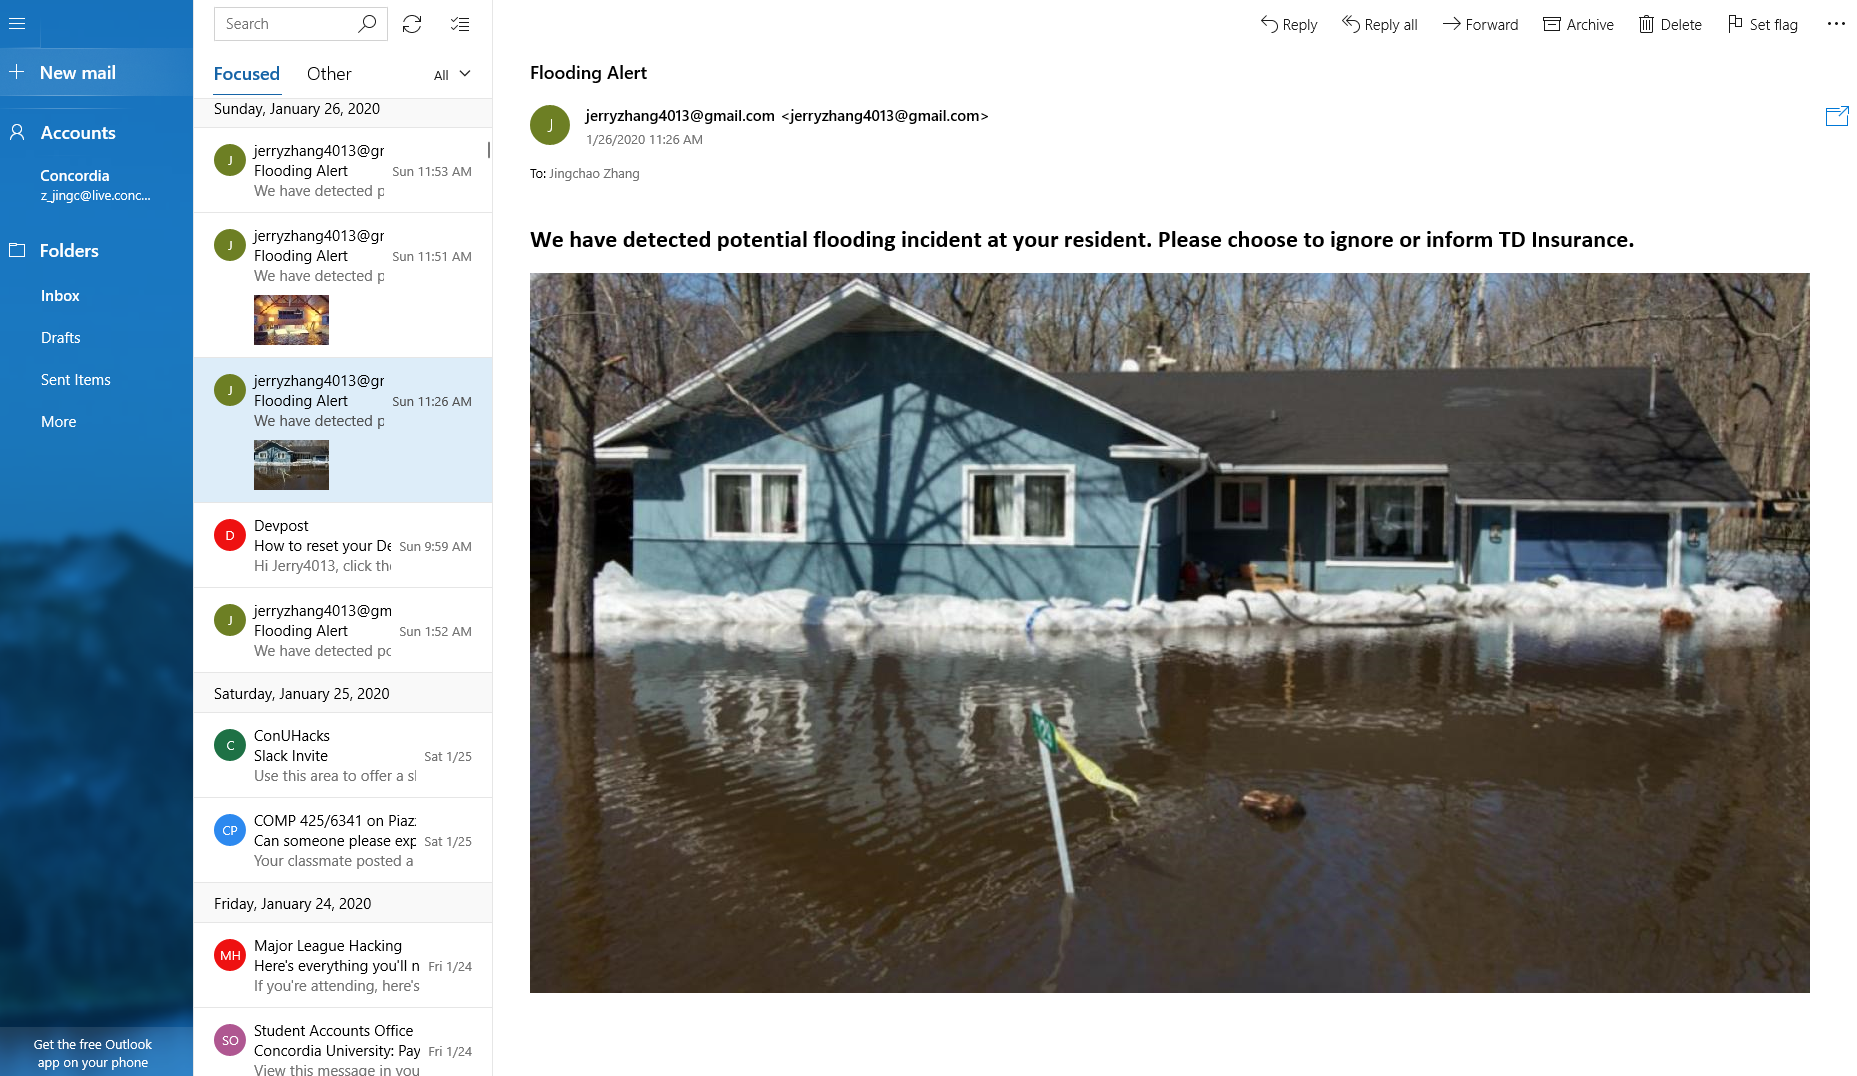 New mail
Accounts
Concordia
z_jingc@live.conc...
Folders
Inbox
Drafts
Sent Items
More
Get the free Outlook
app on your phone
Search
Focused
Other
All
Sunday, January 26, 2020
J
jerryzhang4013@gr
Flooding Alert
Sun 11:53 AM
We have detected p
J
jerryzhang4013@gr
Flooding Alert
Sun 11:51 AM
We have detected p
J
jerryzhang4013@gr
Flooding Alert
Sun 11:26 AM
We have detected p
D
Devpost
How to reset your De
Sun 9:59 AM
Hi Jerry4013, click the
J
jerryzhang4013@gm
Flooding Alert
Sun 1:52 AM
We have detected po
Saturday, January 25, 2020
C
ConUHacks
Slack Invite
Sat 1/25
Use this area to offer a sl
CP
COMP 425/6341 on Piaz
Can someone please exp
Sat 1/25
Your classmate posted a
Friday, January 24, 2020
MH
Major League Hacking
Here's everything you'll n
Fri 1/24
If you're attending, here's
SO
Student Accounts Office
Concordia University: Pay
Fri 1/24
View this message in you
Reply
Reply all
Forward
Archive
Delete
Set flag
Flooding Alert
J
jerryzhang4013@gmail.com <jerryzhang4013@gmail.com>
1/26/2020 11:26 AM
To: Jingchao Zhang
We have detected potential flooding incident at your resident. Please choose to ignore or inform TD Insurance.